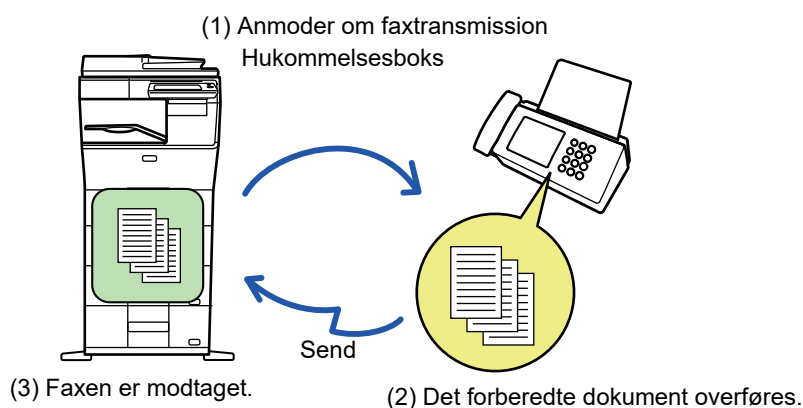 (1) Anmoder om faxtransmission
Hukommelsesboks
Send
(3) Faxen er modtaget.
(2) Det forberedte dokument overføres.